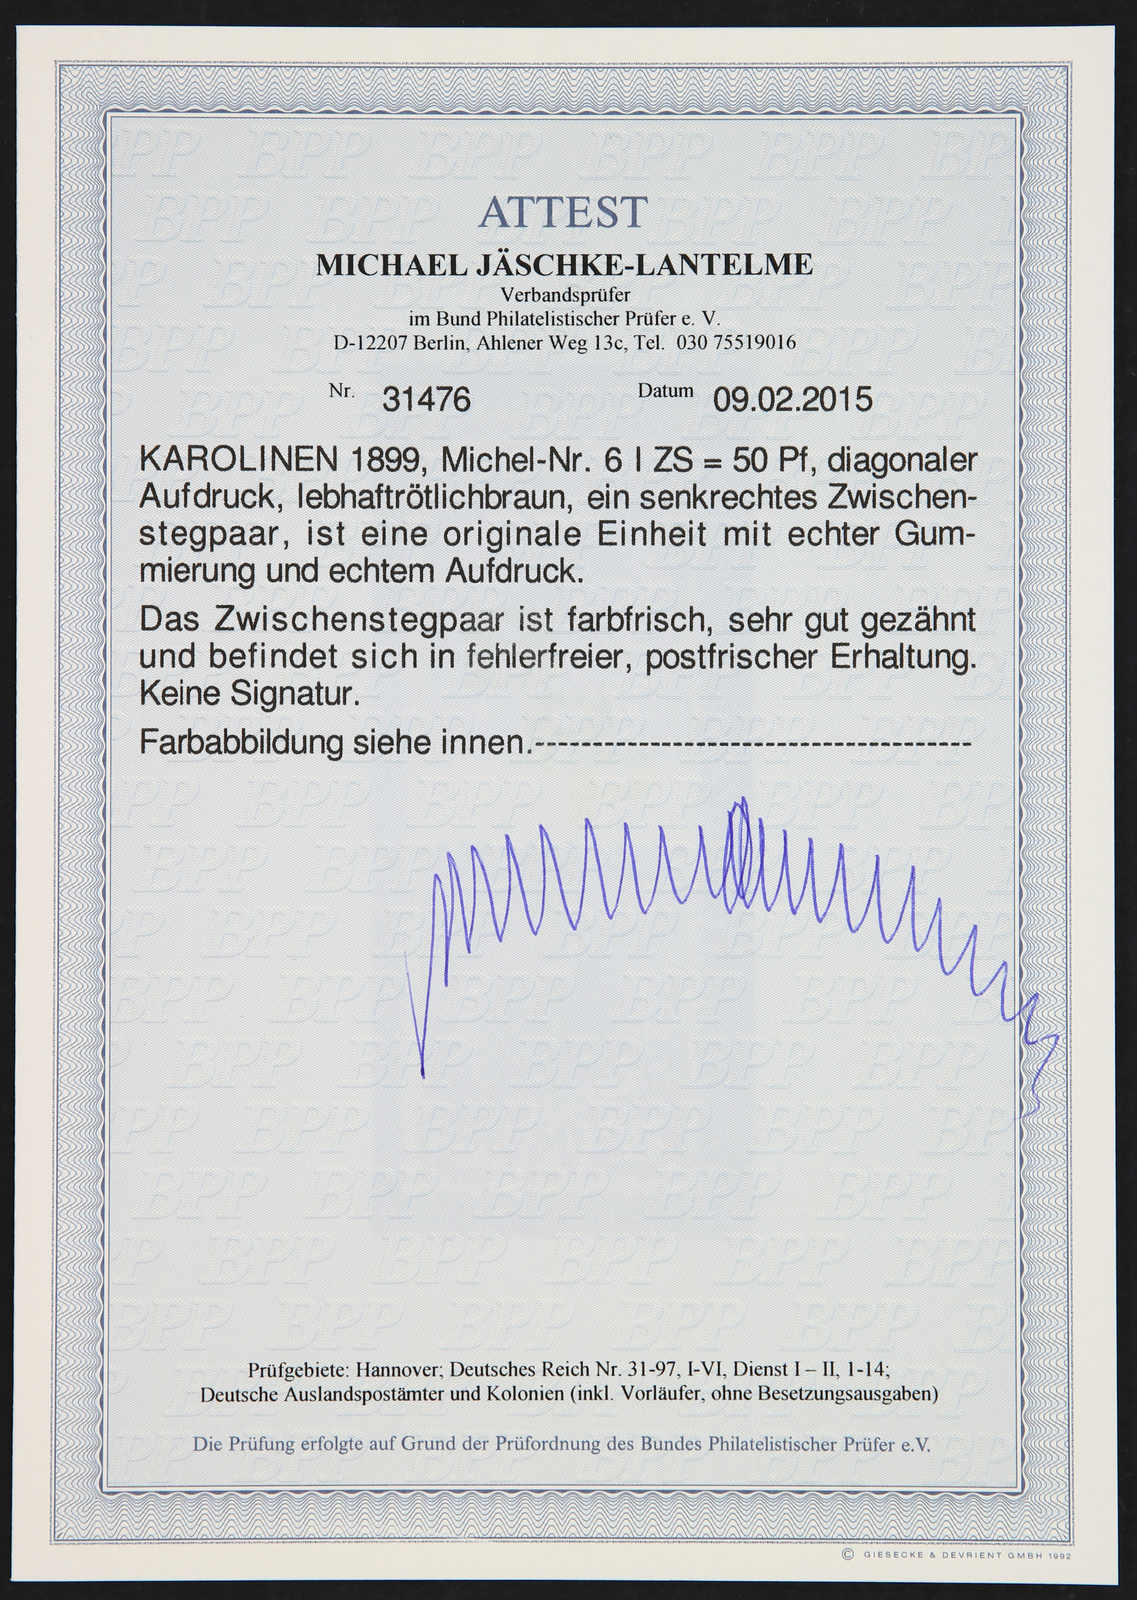 ATTEST
MICHAEL JÄSCHKE-LANTELME
Verbandsprüfer
im Bund Philatelistischer Prüfer e. V.
D-12207 Berlin, Ahlener Weg 13c, Tel. 030 75519016
Nr. 31476 Datum 09.02.2015
KAROLINEN 1899, Michel-Nr. 6 I ZS = 50 Pf, diagonaler
Aufdruck, lebhaftrötlichbraun, ein senkrechtes Zwischen-
stegpaar, ist eine originale Einheit mit echter Gum-
mierung und echtem Aufdruck.
Das Zwischenstegpaar ist farbfrisch, sehr gut gezähnt
und befindet sich in fehlerfreier, postfrischer Erhaltung.
Keine Signatur.
Farbabbildung siehe innen.--------------------------------------
Prüfgebiete: Hannover; Deutsches Reich Nr. 31-97, I-VI, Dienst I – II, 1-14;
Deutsche Auslandspostämter und Kolonien (inkl. Vorläufer, ohne Besetzungsausgaben)
Die Prüfung erfolgte auf Grund der Prüfordnung des Bundes Philatelistischer Prüfer e.V.
© GIESECKE & DEVRIENT GMBH 1992